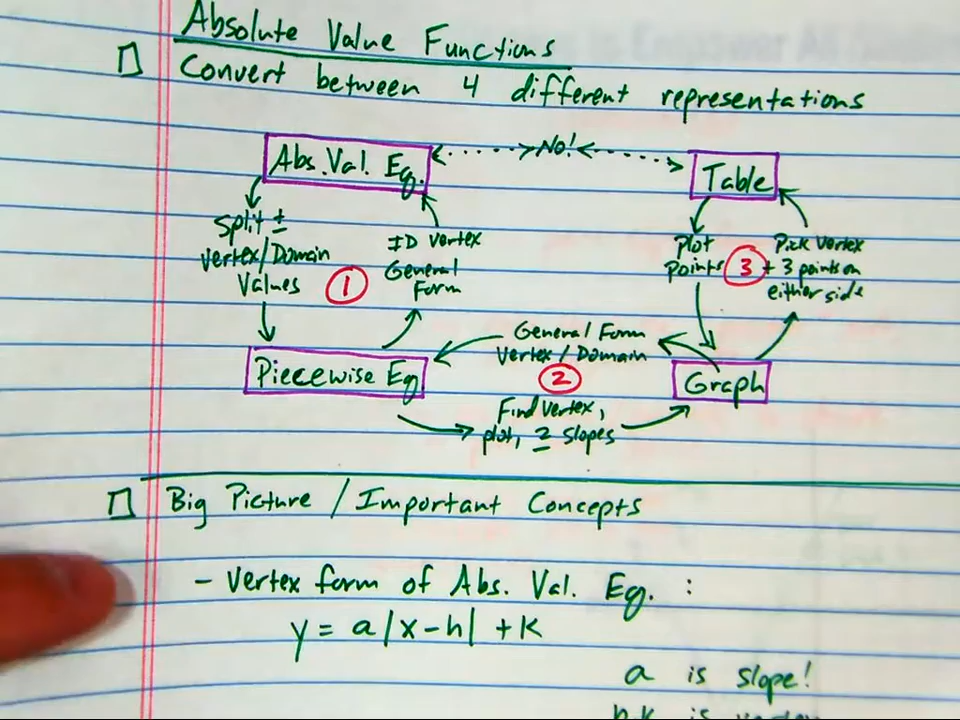 Absolute Value Functions
Convert between 4 different representations
Abs. Val. Eq.
No!
Table
Split ±
Vertex/Domain
Values
1
ID Vertex
General
Form
Plot
Points
3
Pick Vertex
+ 3 points on
either side
Piecewise Eq
General Form
Vertex / Domain
2
Find Vertex,
plot, 2 slopes
Graph
Big Picture / Important Concepts
- Vertex form of Abs. Val. Eq. :
y = a|x-h| + k
a is slope!
h,k is vertex